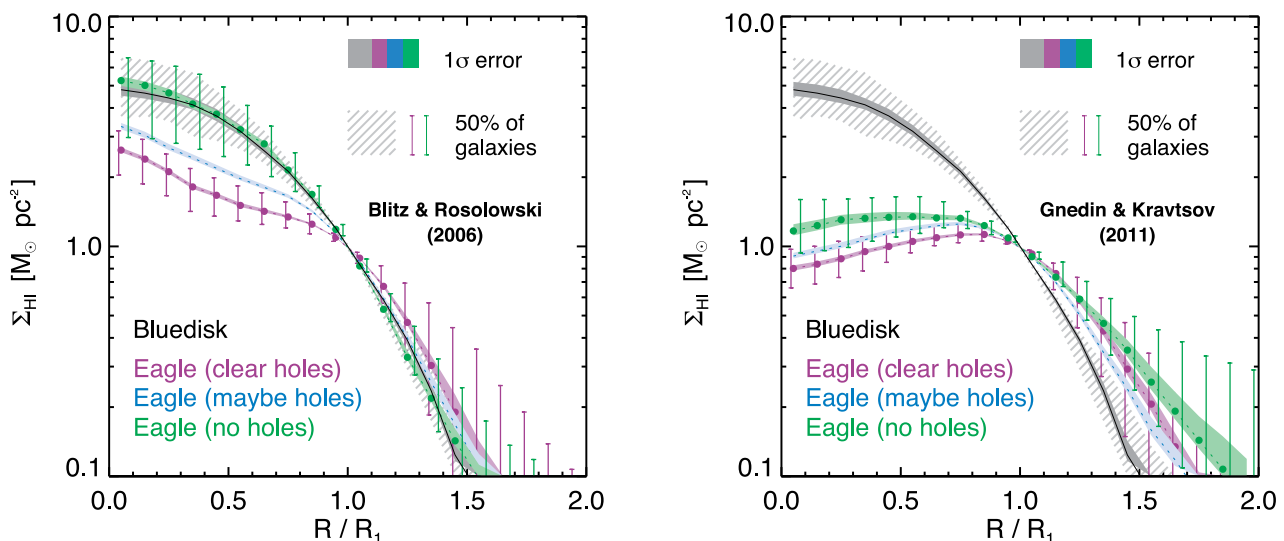 10.0
1.0
0.1
Σ_HI [M_⊙ pc⁻²]
1σ error
50% of
galaxies
Blitz & Rosolowski
(2006)
Bluedisk
Eagle (clear holes)
Eagle (maybe holes)
Eagle (no holes)
0.0 0.5 1.0 1.5 2.0
R / R₁
10.0
1.0
0.1
Σ_HI [M_⊙ pc⁻²]
1σ error
50% of
galaxies
Gnedin & Kravtsov
(2011)
Bluedisk
Eagle (clear holes)
Eagle (maybe holes)
Eagle (no holes)
0.0 0.5 1.0 1.5 2.0
R / R₁